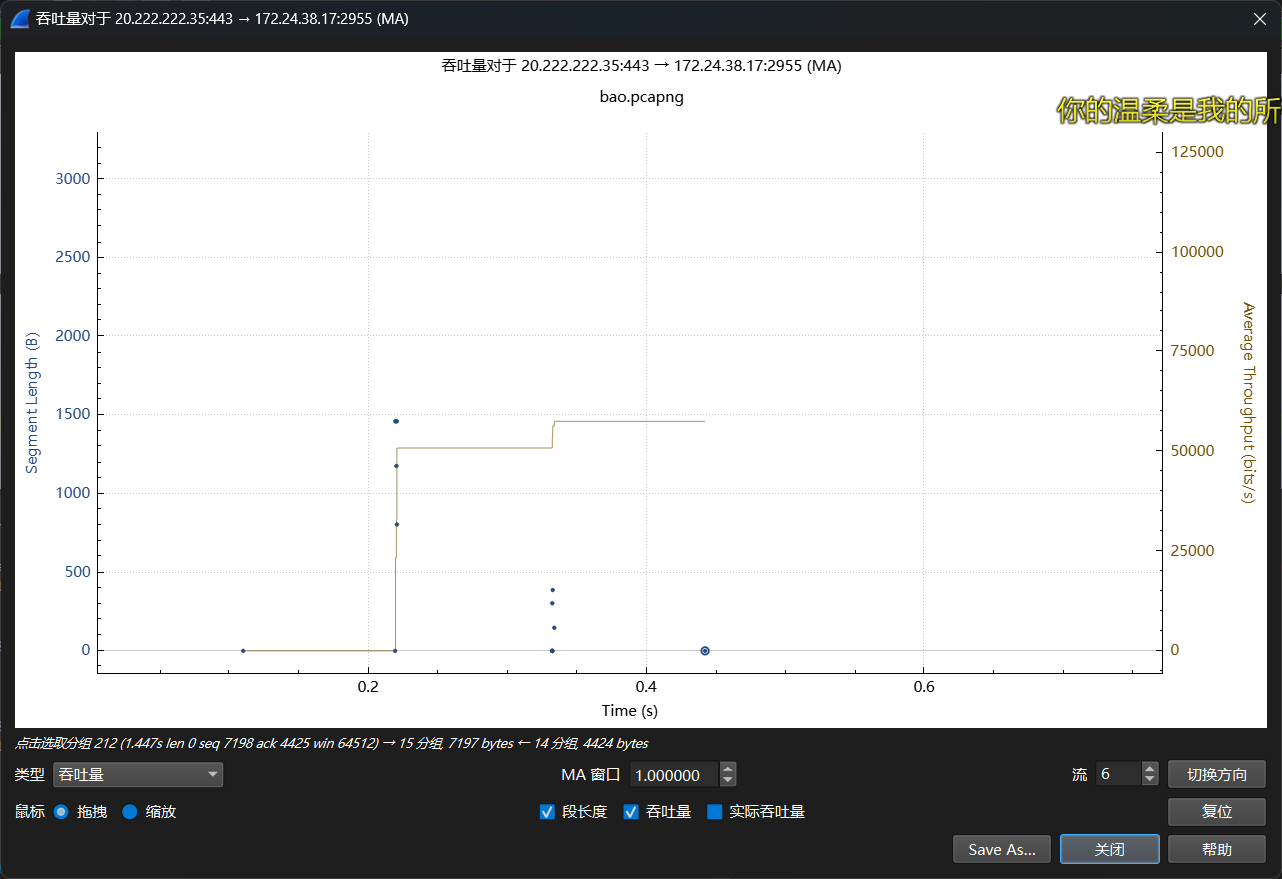 吞吐量对于 20.222.222.35:443 → 172.24.38.17:2955 (MA)
吞吐量对于 20.222.222.35:443 → 172.24.38.17:2955 (MA)
bao.pcapng
你的温柔是我的所
3000
2500
2000
1500
1000
500
0
Segment Length (B)
125000
100000
75000
50000
25000
0
Average Throughput (bits/s)
0.2 0.4 0.6
Time (s)
点击选取分组 212 (1.447s len 0 seq 7198 ack 4425 win 64512) → 15 分组, 7197 bytes ← 14 分组, 4424 bytes
类型 吞吐量 MA 窗口 1.000000 流 6 切换方向
鼠标 拖拽 缩放 段长度 吞吐量 实际吞吐量 复位
Save As... 关闭 帮助